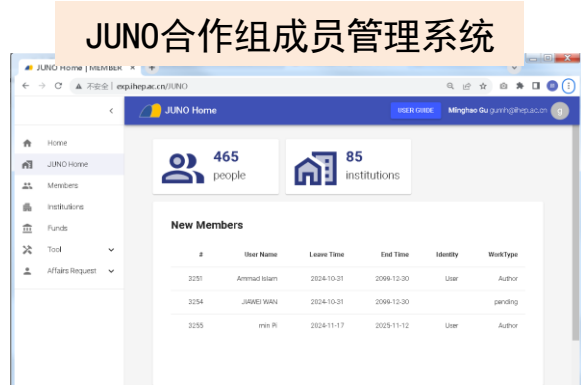 JUNO合作组成员管理系统
JUNO Home | MEMBER
不安全 exp.ihep.ac.cn/JUNO
JUNO Home
USER GUIDE
Minghao Gu gumh@ihep.ac.cn
g
Home
JUNO Home
Members
Institutions
Funds
Tool
Affairs Request
465
people
85
institutions
New Members
# User Name Leave Time End Time Identity WorkType
3251 Ammad Islam 2024-10-31 2099-12-30 User Author
3254 JIAWEI WAN 2024-10-31 2099-12-30 pending
3255 min 2024-11-17 2025-11-12 User Author